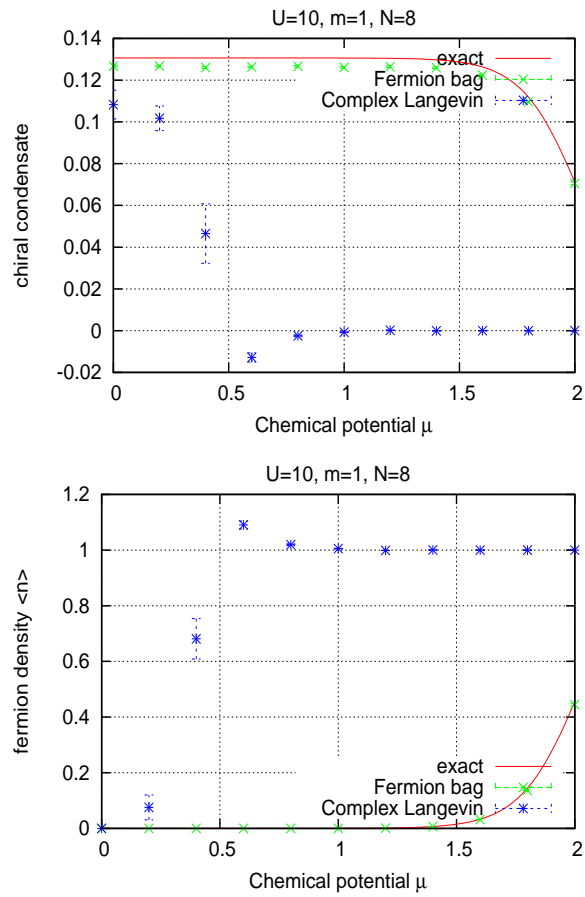 U=10, m=1, N=8
0.14
0.12
0.1
0.08
0.06
0.04
0.02
0
-0.02
chiral condensate
exact
Fermion bag
Complex Langevin
0 0.5 1 1.5 2
Chemical potential μ
U=10, m=1, N=8
1.2
1
0.8
0.6
0.4
0.2
0
fermion density <n>
exact
Fermion bag
Complex Langevin
0 0.5 1.0 1.5 2
Chemical potential μ